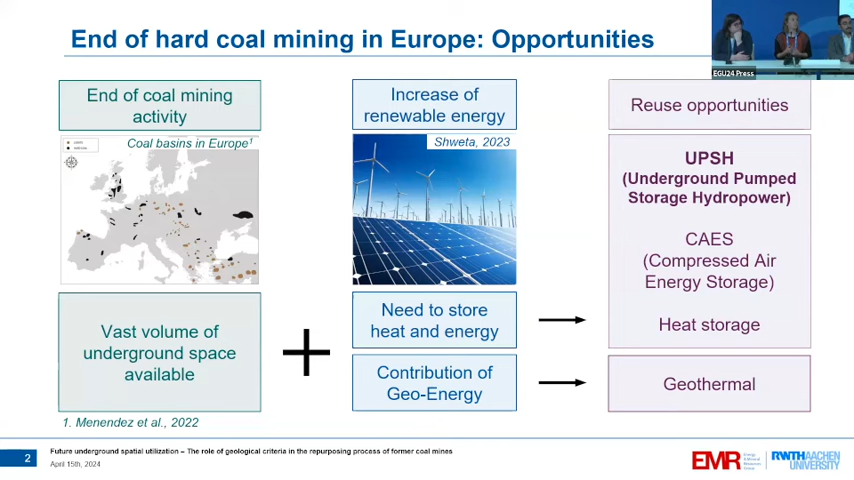 End of hard coal mining in Europe: Opportunities
EGU24 Press
End of coal mining
activity
Coal basins in Europe¹
Vast volume of
underground space
available
1. Menendez et al., 2022
Increase of
renewable energy
Shweta, 2023
Need to store
heat and energy
Contribution of
Geo-Energy
Reuse opportunities
UPSH
(Underground Pumped
Storage Hydropower)
CAES
(Compressed Air
Energy Storage)
Heat storage
Geothermal
2
Future underground spatial utilization – The role of geological criteria in the repurposing process of former coal mines
April 15th, 2024
EMR
Energy
& Mineral
Resources
Group
RWTHAACHEN
UNIVERSITY